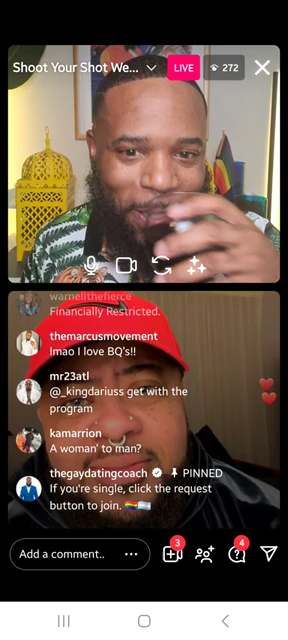 Shoot Your Shot We...
LIVE
272
warnellthefierce
Financially Restricted.
themarcusmovement
lmao I love BQ's!!
mr23atl
@_kingdariuss get with the
program
kamarrion
A woman' to man?
thegaydatingcoach PINNED
If you're single, click the request
button to join. 🏳️‍🌈
Add a comment..
3
4